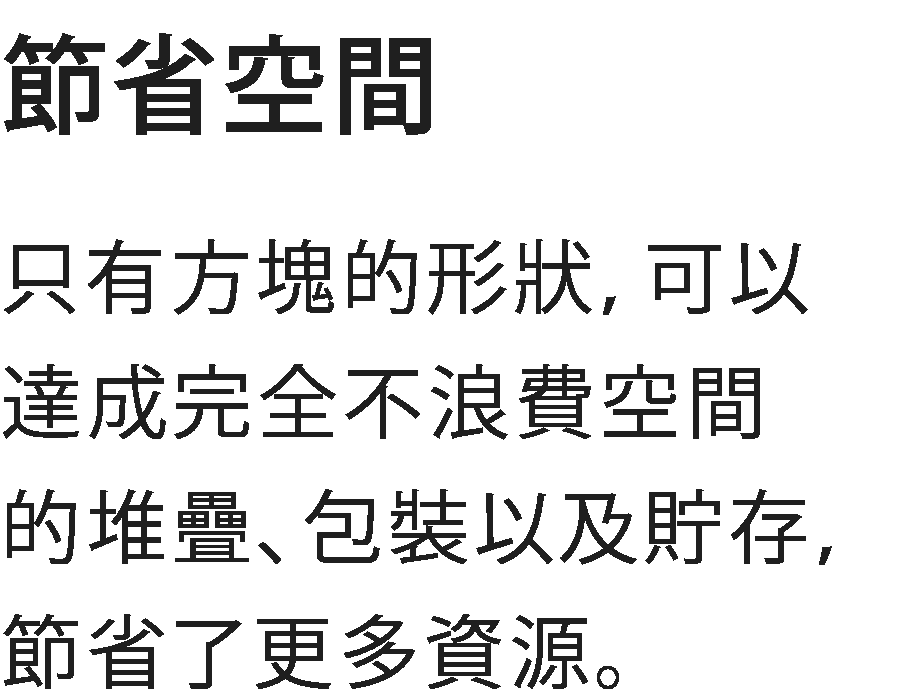 節省空間
只有方塊的形狀，可以
達成完全不浪費空間
的堆疊、包裝以及貯存，
節省了更多資源。